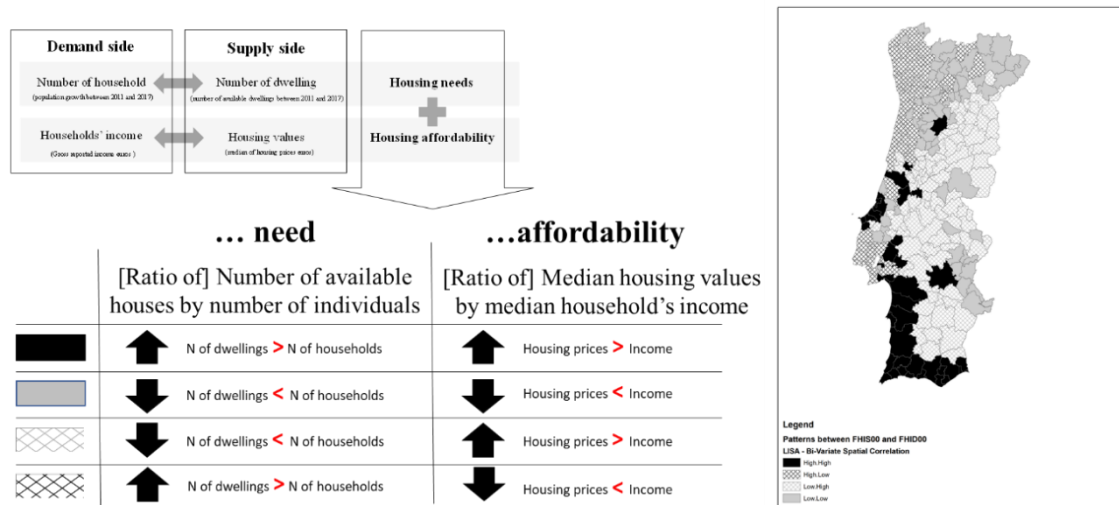 Demand side
Supply side
Number of household
(population growth between 2011 and 2017)
Number of dwelling
(number of available dwellings between 2011 and 2017)
Housing needs
Households' income
(Gross reported income euros )
Housing values
(median of housing prices euros)
Housing affordability
… need
…affordability
[Ratio of] Number of available
houses by number of individuals
[Ratio of] Median housing values
by median household's income
N of dwellings > N of households
Housing prices > Income
N of dwellings < N of households
Housing prices < Income
N of dwellings < N of households
Housing prices > Income
N of dwellings > N of households
Housing prices < Income
Legend
Patterns between FHIS00 and FHID00
LISA - Bi-Variate Spatial Correlation
High.High
High.Low
Low.High
Low.Low